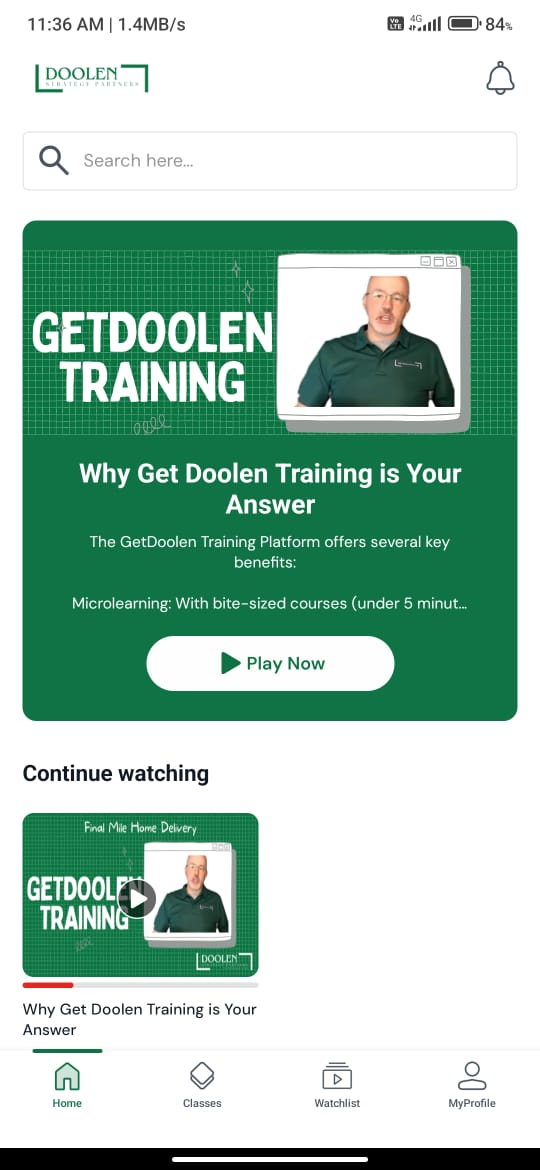 11:36 AM | 1.4MB/s
Vo LTE 4G 84%
DOOLEN
STRATEGY PARTNERS
Search here...
GETDOOLEN
TRAINING
Why Get Doolen Training is Your
Answer
The GetDoolen Training Platform offers several key
benefits:
Microlearning: With bite-sized courses (under 5 minut...
Play Now
Continue watching
Final Mile Home Delivery
GETDOOLEN
TRAINING
DOOLEN
Why Get Doolen Training is Your
Answer
Home Classes Watchlist MyProfile